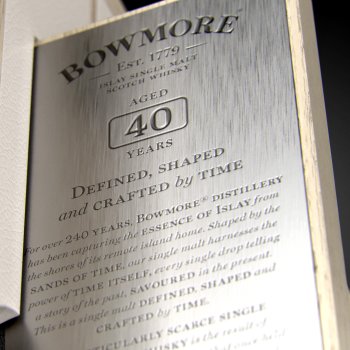 BOWMORE
— EST. 1779 —
ISLAY SINGLE MALT
SCOTCH WHISKY
AGED
40
YEARS
DEFINED, SHAPED
and CRAFTED by TIME
For over 240 YEARS, BOWMORE® DISTILLERY
has been capturing the ESSENCE OF ISLAY from
the shores of its remote island home. Shaped by the
SANDS OF TIME, our single malt harnesses the
power of TIME ITSELF, every single drop telling
a story of the past, SAVOURED in the present.
This is a single malt DEFINED, SHAPED and
CRAFTED by TIME.
SCARCE SINGLE
is the result of